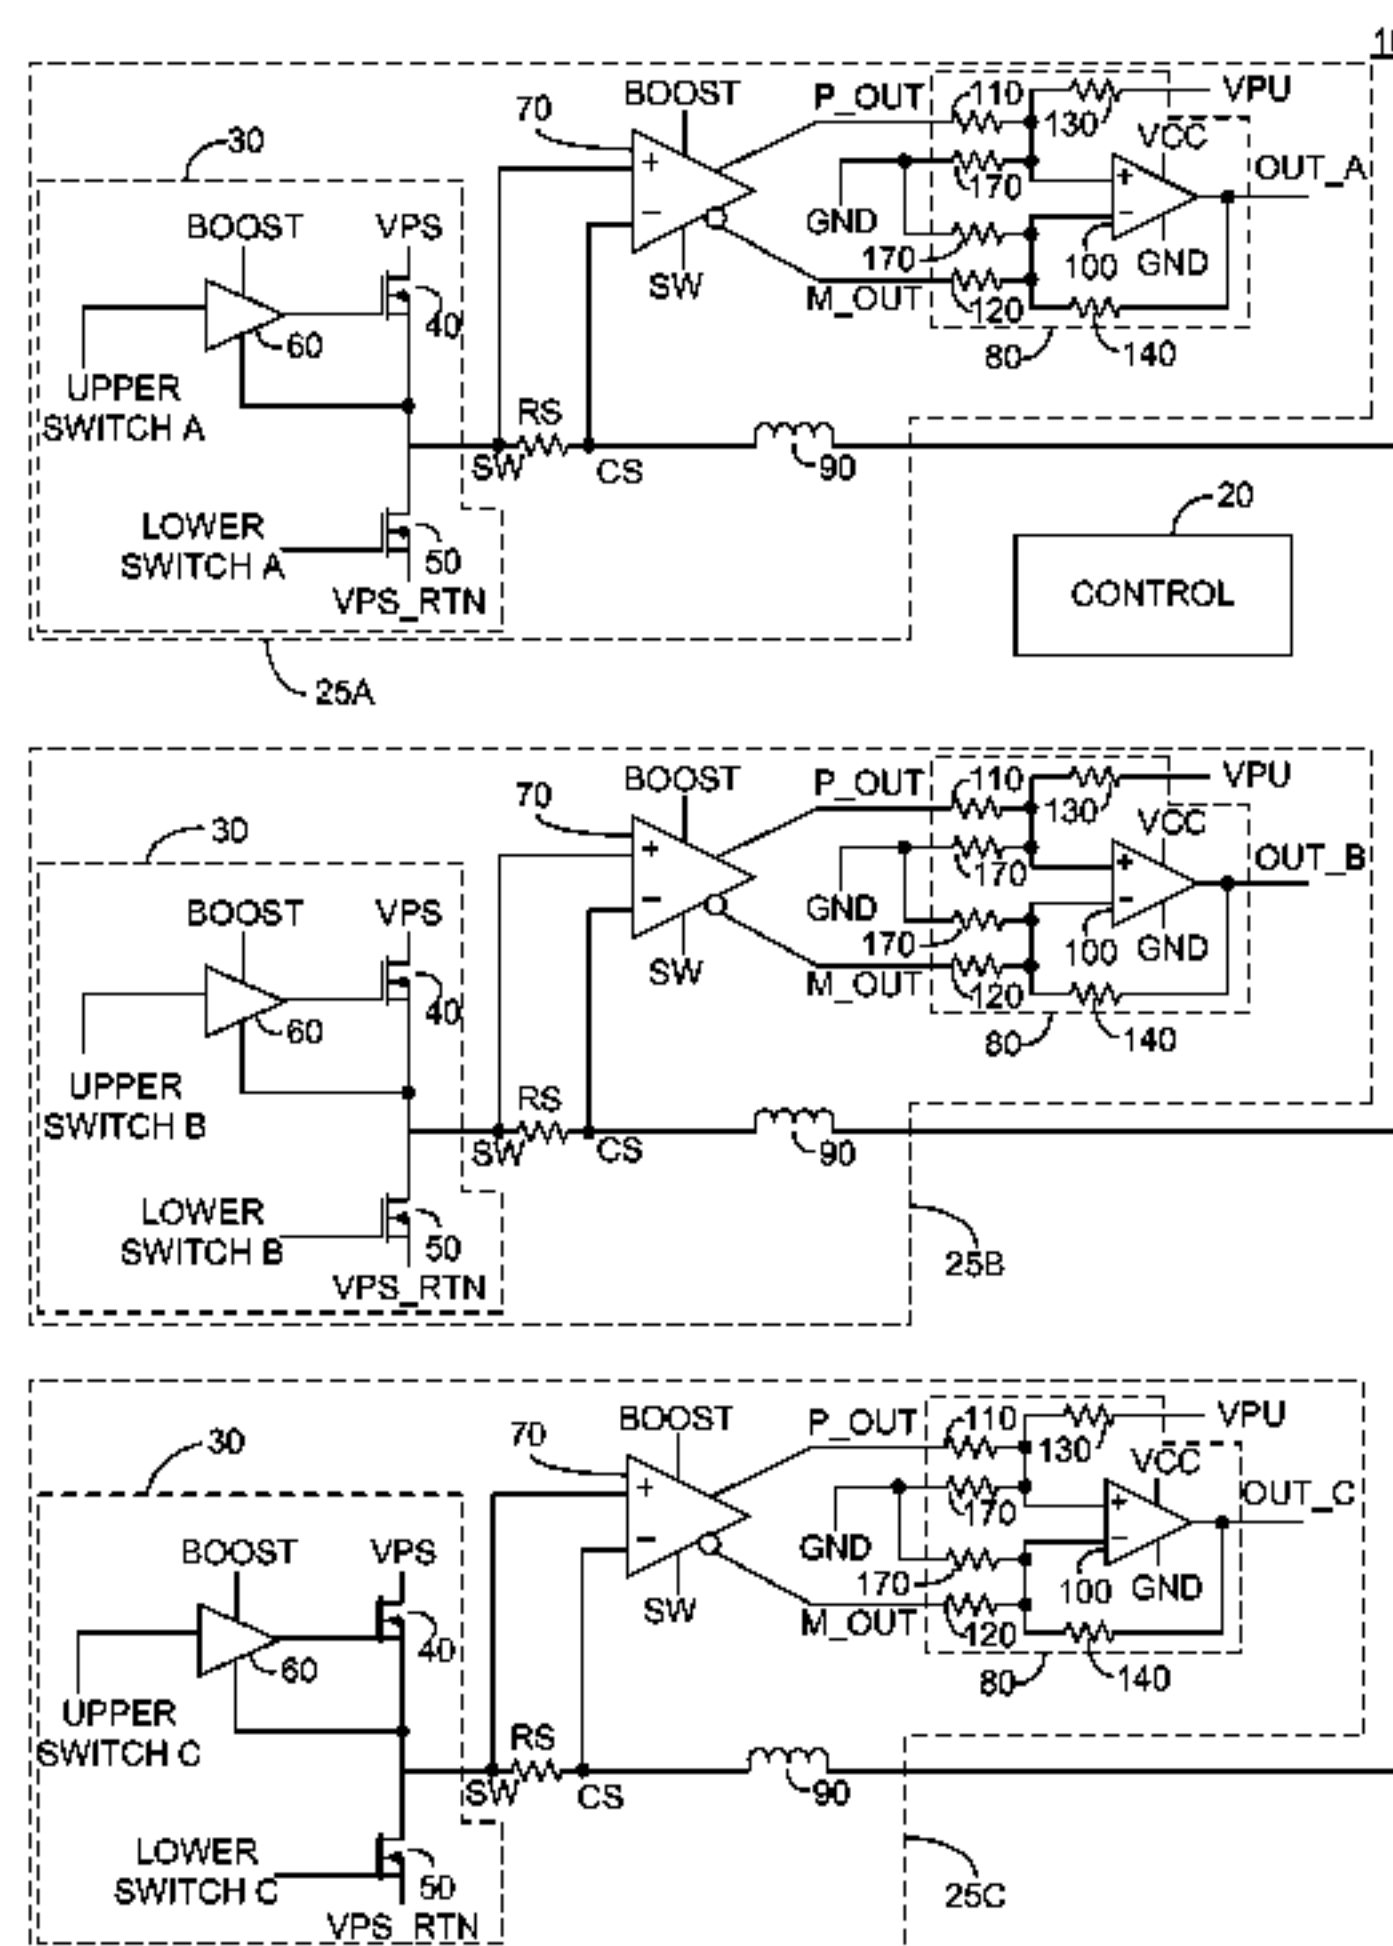 10
BOOST
P_OUT
110
VPU
70
130
VCC
30
+
170
+
OUT_A
BOOST
VPS
−
GND
−
170
100
GND
SW
M_OUT
120
40
60
80
140
UPPER
SWITCH A
RS
SW
CS
90
20
LOWER
SWITCH A
50
CONTROL
VPS_RTN
25A
BOOST
P_OUT
110
VPU
70
130
VCC
30
+
170
+
OUT_B
BOOST
VPS
−
GND
−
170
100
GND
SW
M_OUT
120
40
60
80
140
UPPER
SWITCH B
RS
SW
CS
90
LOWER
SWITCH B
50
25B
VPS_RTN
BOOST
P_OUT
110
VPU
70
130
VCC
30
+
170
+
OUT_C
BOOST
VPS
−
GND
−
170
100
GND
SW
M_OUT
120
40
60
80
140
UPPER
SWITCH C
RS
SW
CS
90
LOWER
SWITCH C
50
25C
VPS_RTN